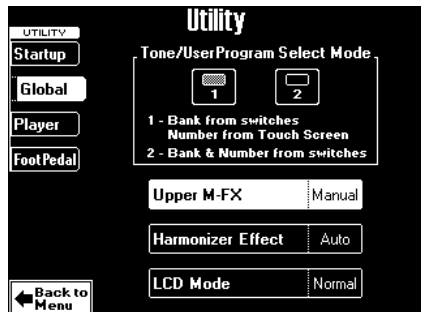 Utility
UTILITY
Startup
Global
Player
FootPedal
Tone/UserProgram Select Mode
1
2
1 - Bank from switches
Number from Touch Screen
2 - Bank & Number from switches
Upper M-FX Manual
Harmonizer Effect Auto
LCD Mode Normal
Back to
Menu